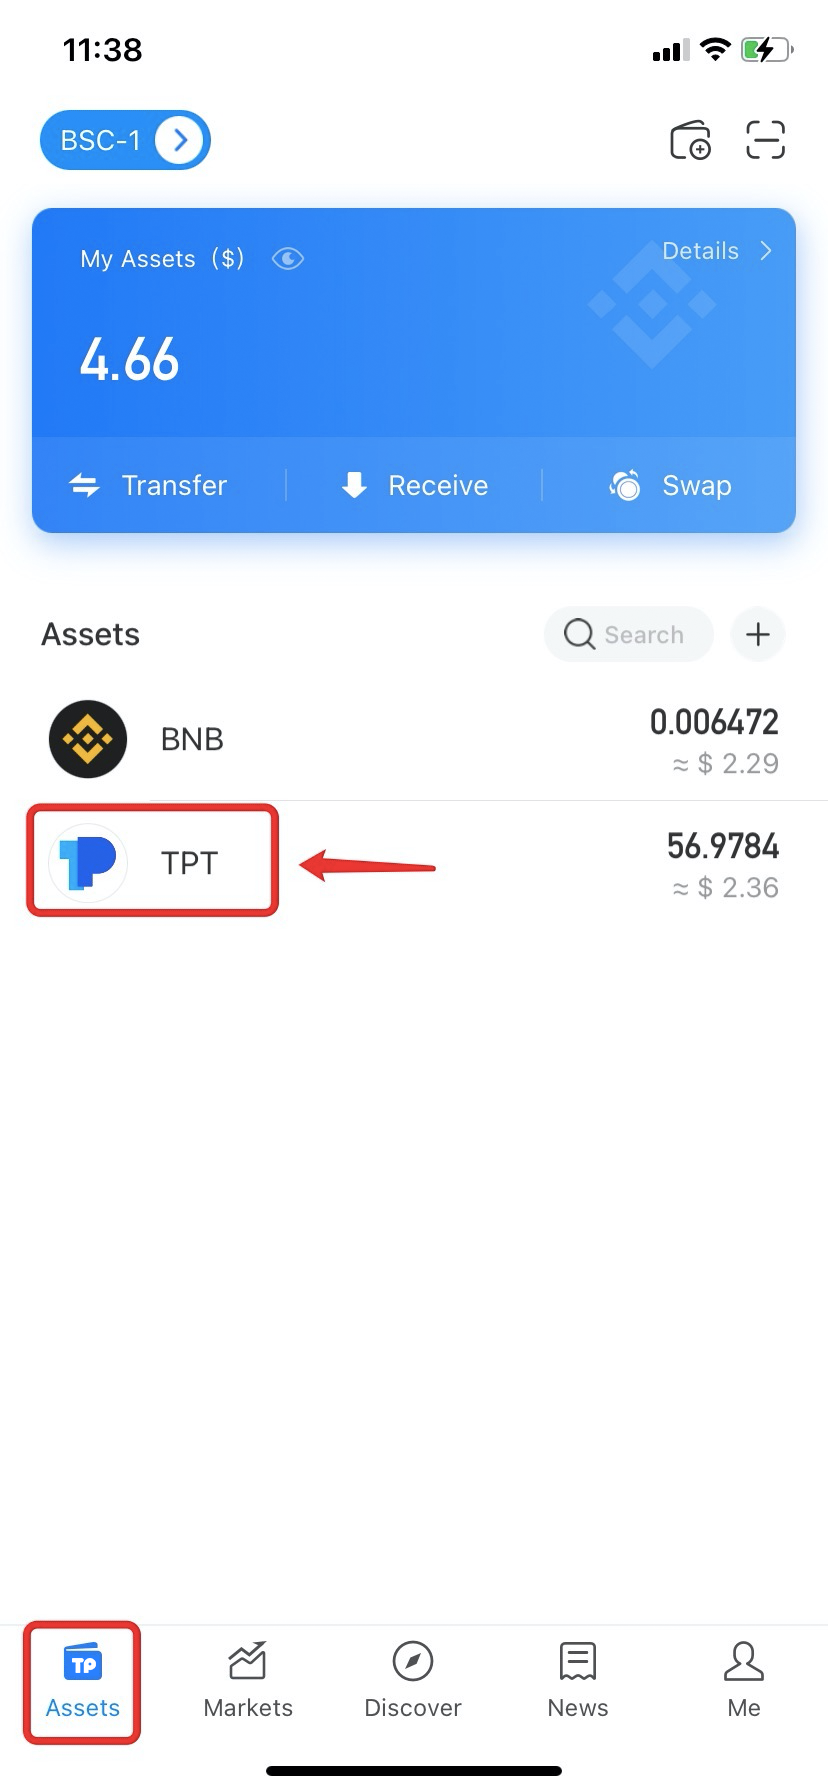 11:38
BSC-1
My Assets ($)
Details
4.66
Transfer
Receive
Swap
Assets
Search
BNB
0.006472
≈ $ 2.29
TPT
56.9784
≈ $ 2.36
TP
Assets
Markets
Discover
News
Me